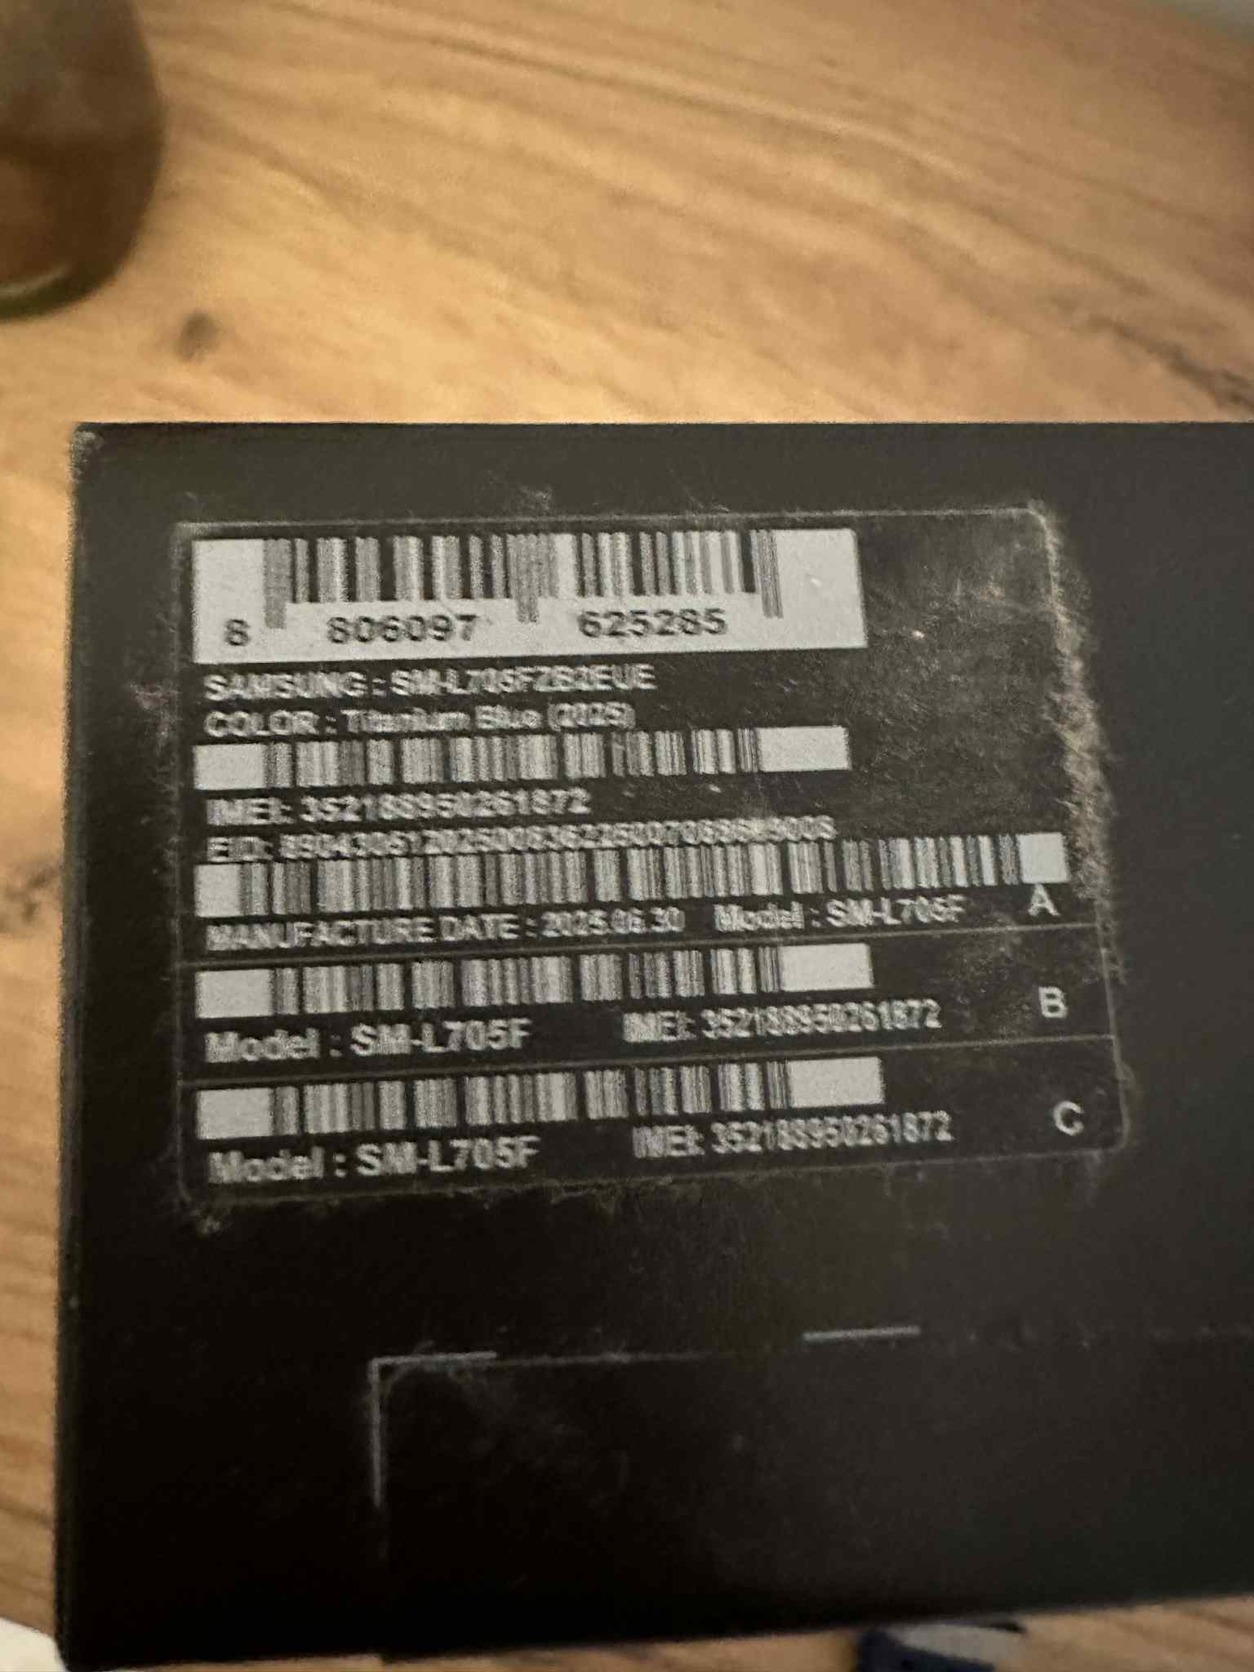 8 806097 625285
SAMSUNG : SM-L705FZB2EUE
COLOR : Titanium Blue (2025)
IMEI: 352188950261872
EID:
MANUFACTURE DATE : 2025.06.30 Model : SM-L705F A
Model : SM-L705F IMEI: 352188950261872 B
Model : SM-L705F IMEI: 352188950261872 C